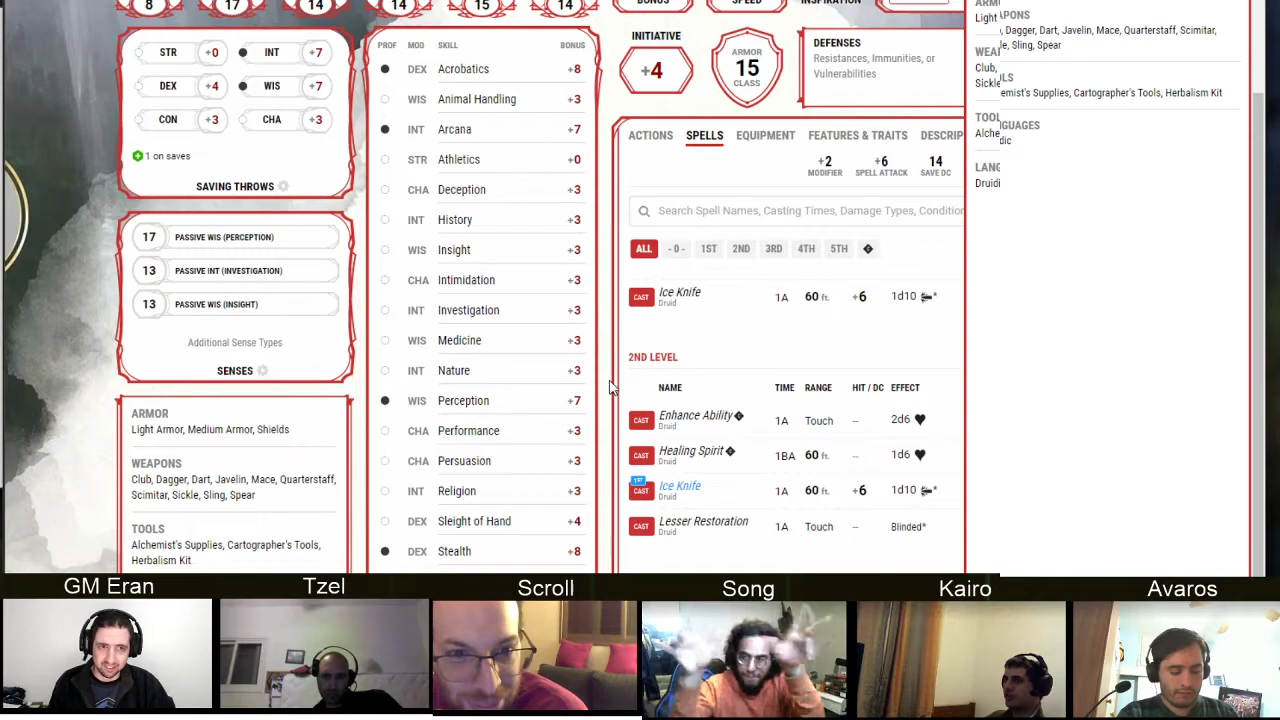 8 17 14 14 15 14
BONUS SPEED INSPIRATION
STR +0 INT +7
DEX +4 WIS +7
CON +3 CHA +3
1 on saves
SAVING THROWS
17 PASSIVE WIS (PERCEPTION)
13 PASSIVE INT (INVESTIGATION)
13 PASSIVE WIS (INSIGHT)
Additional Sense Types
SENSES
ARMOR
Light Armor, Medium Armor, Shields
WEAPONS
Club, Dagger, Dart, Javelin, Mace, Quarterstaff,
Scimitar, Sickle, Sling, Spear
TOOLS
Alchemist's Supplies, Cartographer's Tools,
Herbalism Kit
PROF MOD SKILL BONUS
DEX Acrobatics +8
WIS Animal Handling +3
INT Arcana +7
STR Athletics +0
CHA Deception +3
INT History +3
WIS Insight +3
CHA Intimidation +3
INT Investigation +3
WIS Medicine +3
INT Nature +3
WIS Perception +7
CHA Performance +3
CHA Persuasion +3
INT Religion +3
DEX Sleight of Hand +4
DEX Stealth +8
INITIATIVE
+4
ARMOR
15
CLASS
DEFENSES
Resistances, Immunities, or
Vulnerabilities
ACTIONS SPELLS EQUIPMENT FEATURES & TRAITS DESCRIP
+2 +6 14
MODIFIER SPELL ATTACK SAVE DC
Search Spell Names, Casting Times, Damage Types, Condition
ALL - 0 - 1ST 2ND 3RD 4TH 5TH
CAST Ice Knife 1A 60 ft. +6 1d10 *
Druid
2ND LEVEL
NAME TIME RANGE HIT / DC EFFECT
CAST Enhance Ability 1A Touch -- 2d6
Druid
CAST Healing Spirit 1BA 60 ft. -- 1d6
Druid
1ST
CAST Ice Knife 1A 60 ft. +6 1d10 *
Druid
CAST Lesser Restoration 1A Touch -- Blinded*
Druid
ARM
Light
WEA
Club,
Sickle
TOOL
Alche
LANG
Druidi
APONS
, Dagger, Dart, Javelin, Mace, Quarterstaff, Scimitar,
le, Sling, Spear
OLS
emist's Supplies, Cartographer's Tools, Herbalism Kit
NGUAGES
dic
GM Eran Tzel Scroll Song Kairo Avaros